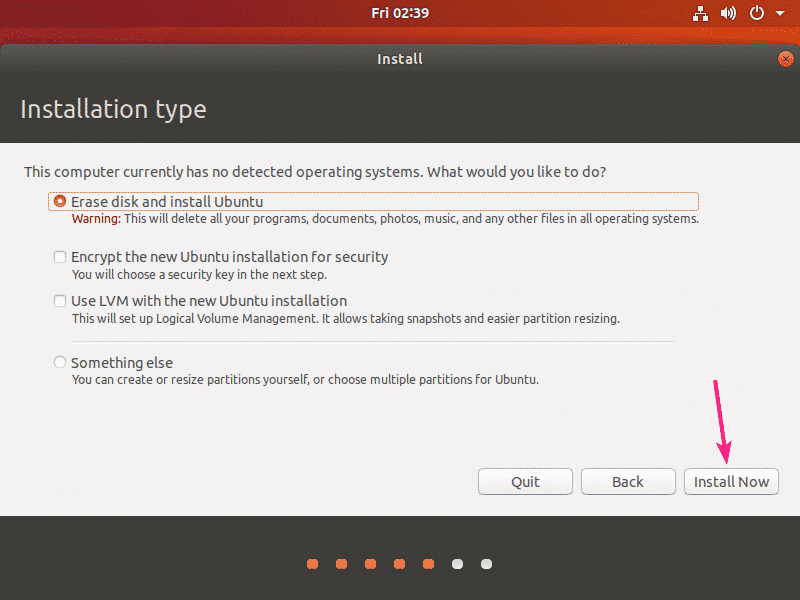 Fri 02:39
Install
Installation type
This computer currently has no detected operating systems. What would you like to do?
Erase disk and install Ubuntu
Warning: This will delete all your programs, documents, photos, music, and any other files in all operating systems.
Encrypt the new Ubuntu installation for security
You will choose a security key in the next step.
Use LVM with the new Ubuntu installation
This will set up Logical Volume Management. It allows taking snapshots and easier partition resizing.
Something else
You can create or resize partitions yourself, or choose multiple partitions for Ubuntu.
Quit Back Install Now